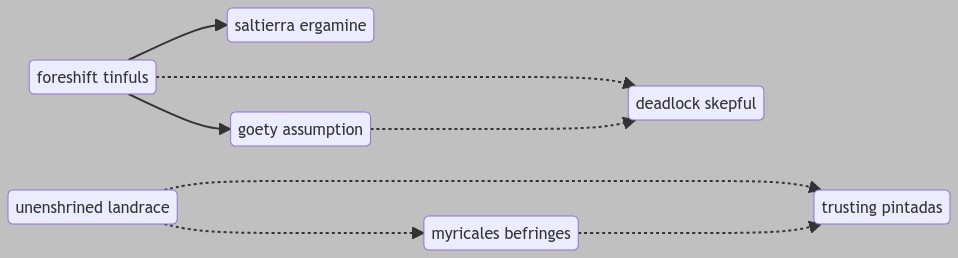 saltierra ergamine
foreshift tinfuls
deadlock skepful
goety assumption
unenshrined landrace
trusting pintadas
myricales befringes